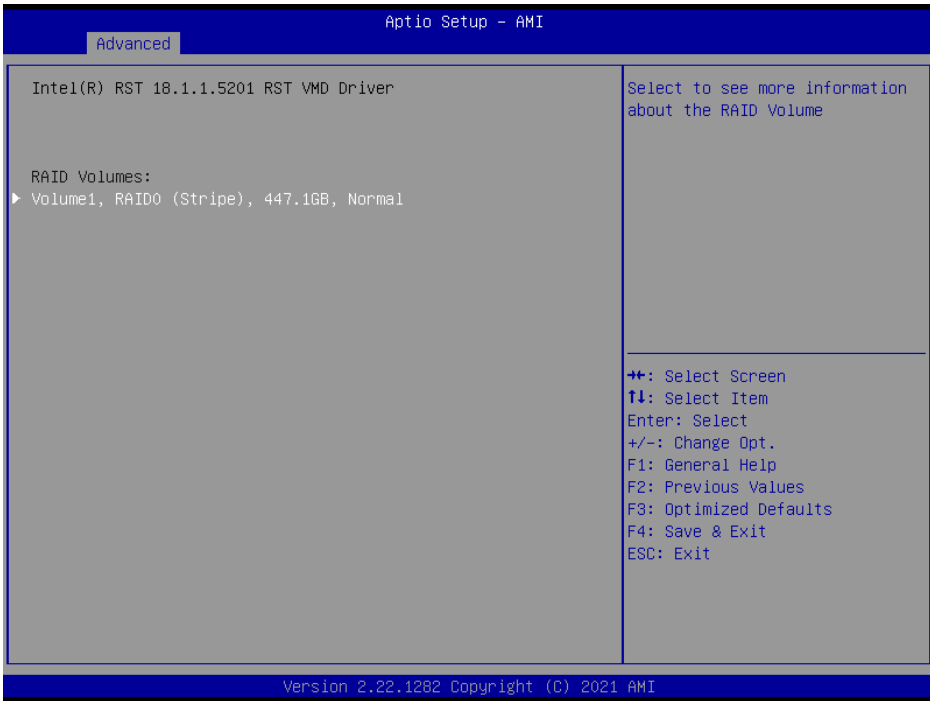 Aptio Setup – AMI
Advanced
Intel(R) RST 18.1.1.5201 RST VMD Driver
RAID Volumes:
▶ Volume1, RAID0 (Stripe), 447.1GB, Normal
Select to see more information
about the RAID Volume
→←: Select Screen
↑↓: Select Item
Enter: Select
+/-: Change Opt.
F1: General Help
F2: Previous Values
F3: Optimized Defaults
F4: Save & Exit
ESC: Exit
Version 2.22.1282 Copyright (C) 2021 AMI